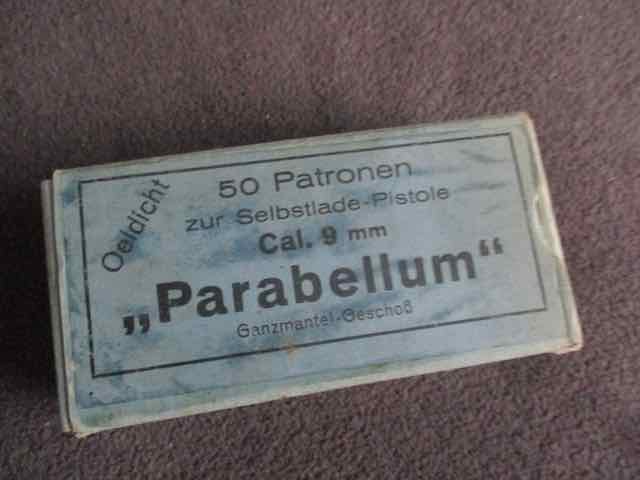 Oeldicht
50 Patronen
zur Selbstlade-Pistole
Cal. 9 mm
„Parabellum“
Ganzmantel-Geschoß